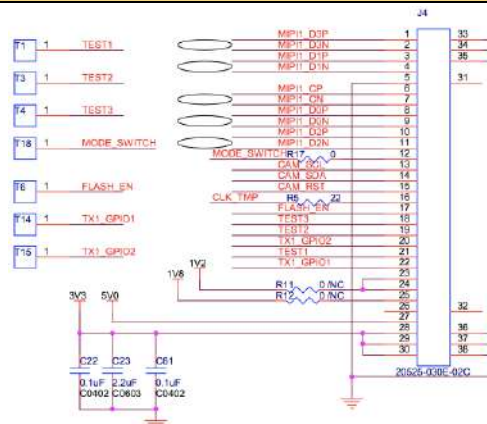 J4
T1 1 TEST1
T3 1 TEST2
T4 1 TEST3
T18 1 MODE_SWITCH
T6 1 FLASH_EN
T14 1 TX1_GPIO1
T15 1 TX1_GPIO2
MIPI1_D3P 1 33
MIPI1_D3N 2 34
MIPI1_D1P 3 35
MIPI1_D1N 4
5 31
MIPI1_CP 6
MIPI1_CN 7
MIPI1_D0P 8
MIPI1_D0N 9
MIPI1_D2P 10
MIPI1_D2N 11
MODE_SWITCH R17 0 12
CAM_SCL 13
CAM_SDA 14
CAM_RST 15
CLK_TMP R5 22 16
FLASH_EN 17
TEST3 18
TEST2 19
TX1_GPIO2 20
TEST1 21
TX1_GPIO1 22
1V2 23
1V8 R11 0/NC 24
R12 0/NC 25
26 32
3V3 5V0 27
28 36
29 37
30 38
20525-030E-02C
C22 C23 C61
0.1uF 2.2uF 0.1uF
C0402 C0603 C0402